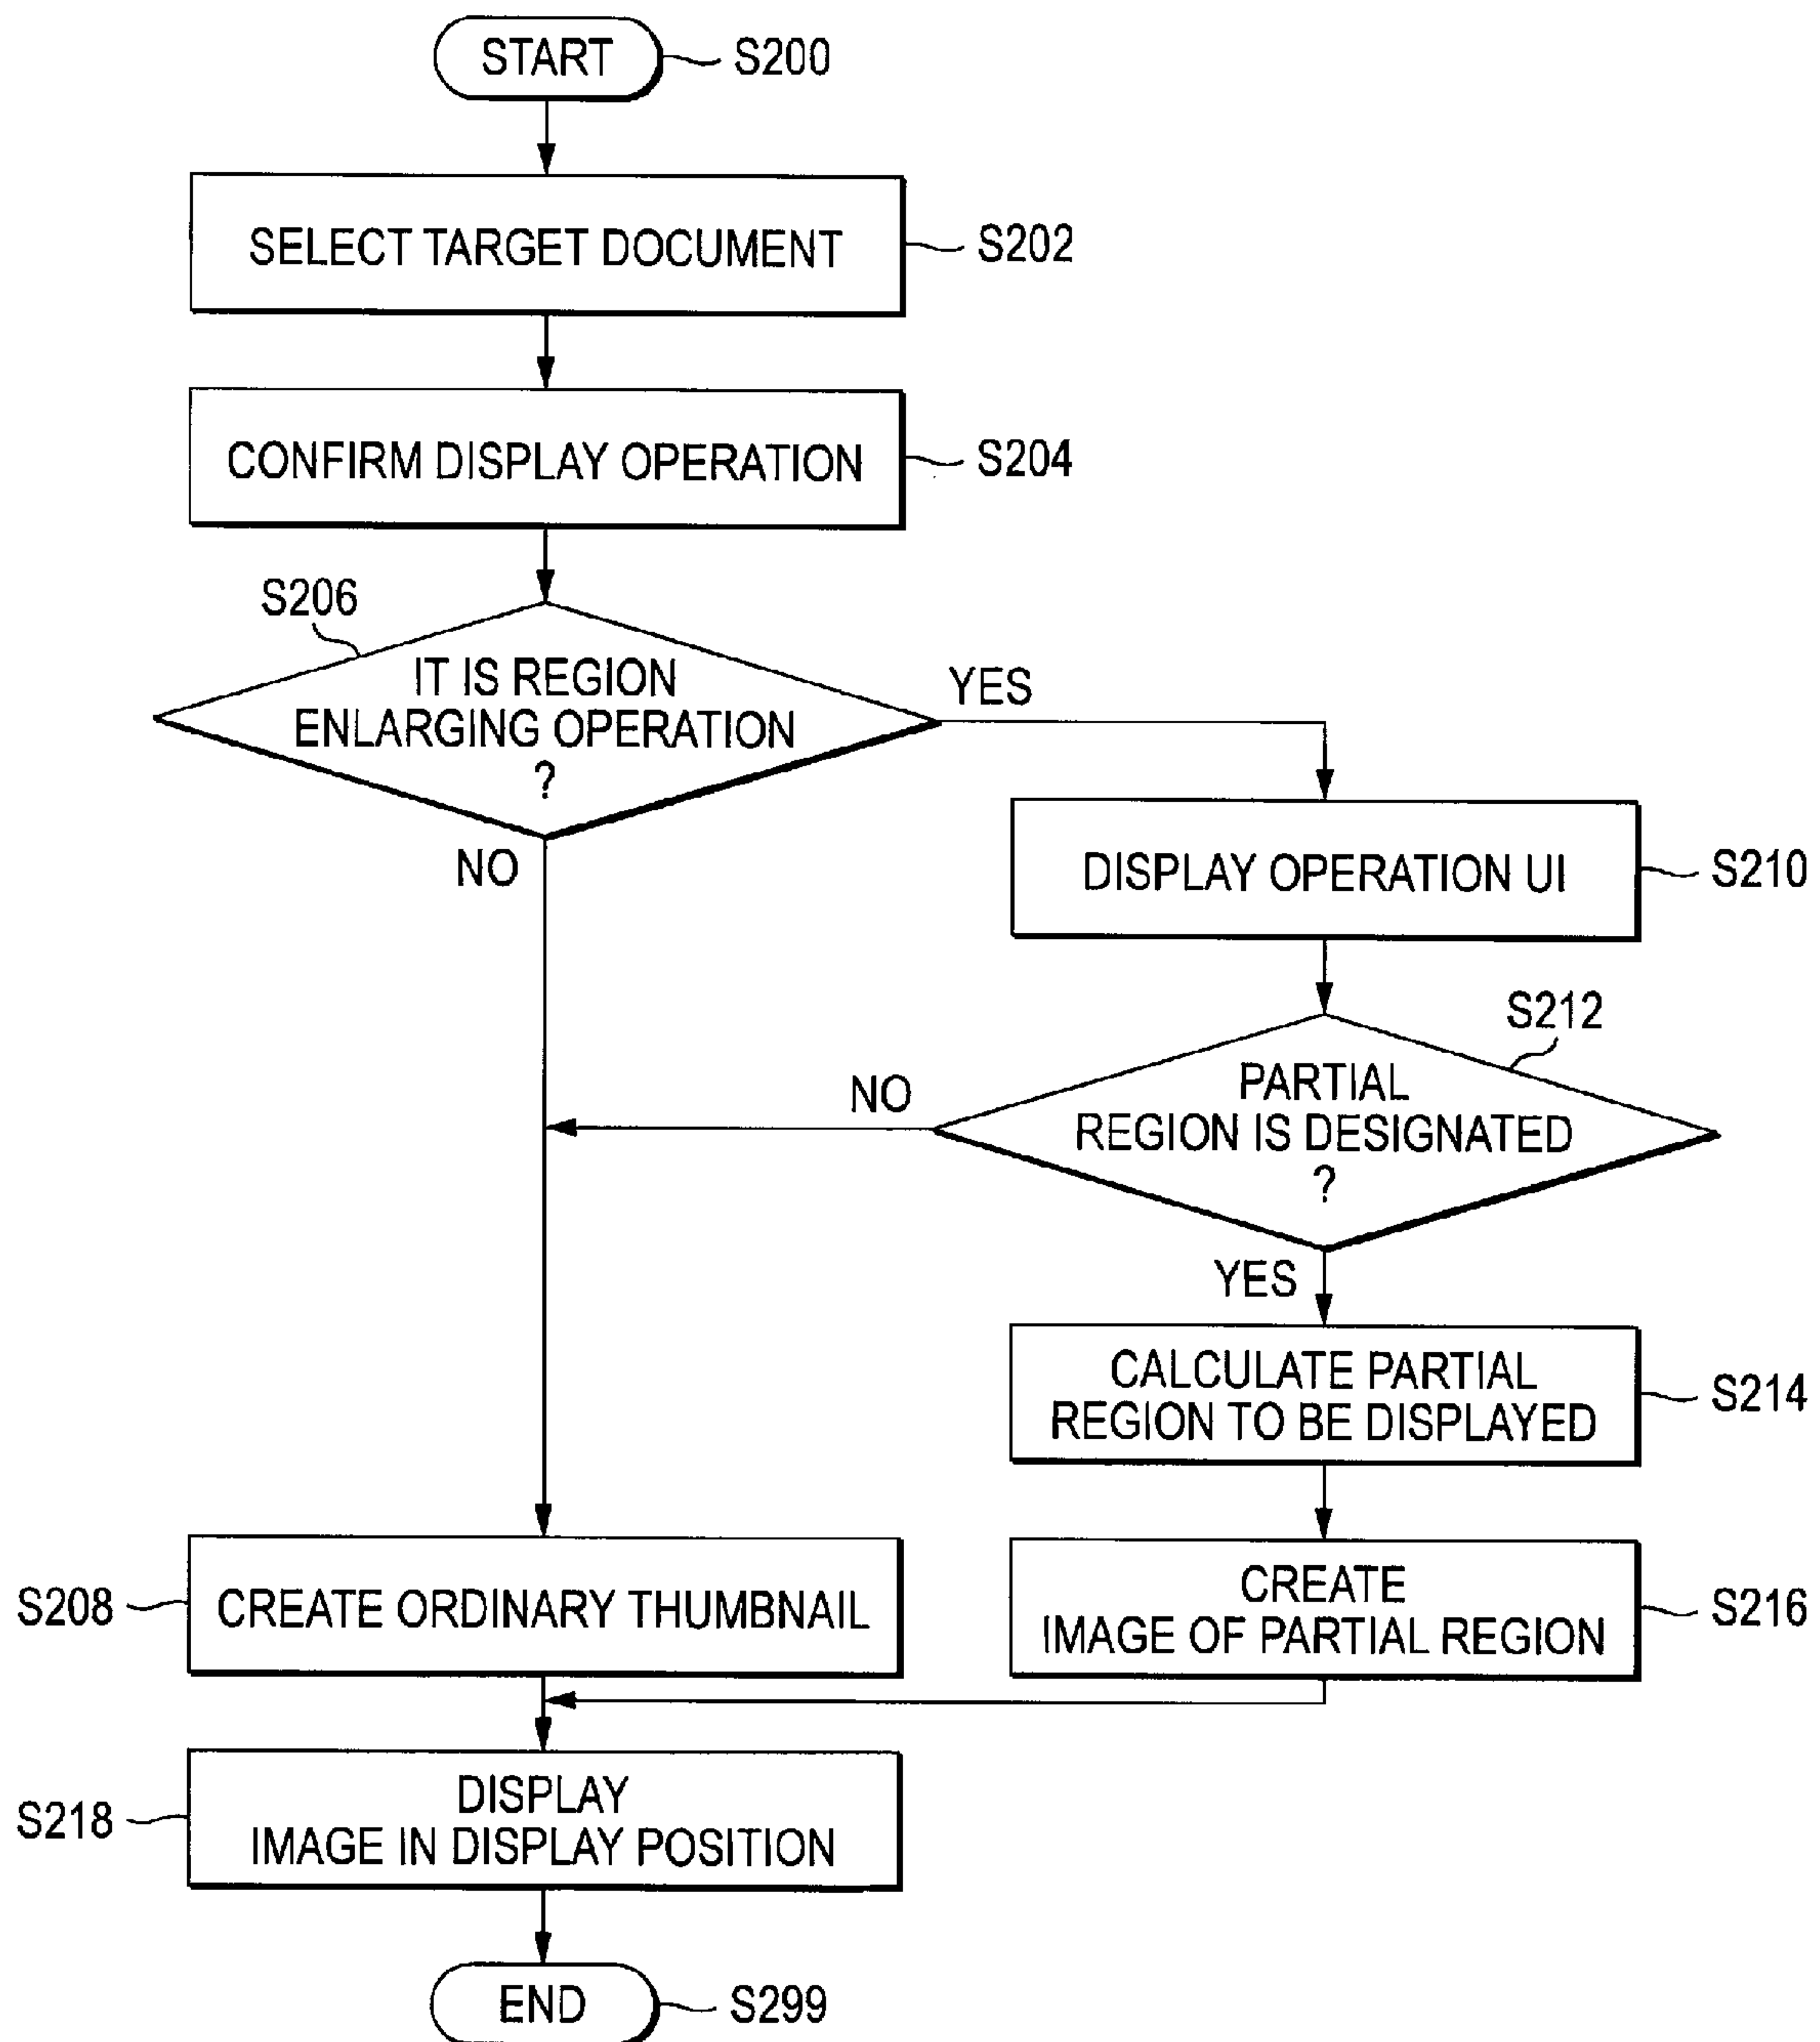 START
S200
SELECT TARGET DOCUMENT
S202
CONFIRM DISPLAY OPERATION
S204
S206
IT IS REGION
ENLARGING OPERATION
?
YES
NO
DISPLAY OPERATION UI
S210
S212
PARTIAL
REGION IS DESIGNATED
?
NO
YES
CALCULATE PARTIAL
REGION TO BE DISPLAYED
S214
S208
CREATE ORDINARY THUMBNAIL
CREATE
IMAGE OF PARTIAL REGION
S216
S218
DISPLAY
IMAGE IN DISPLAY POSITION
END
S299